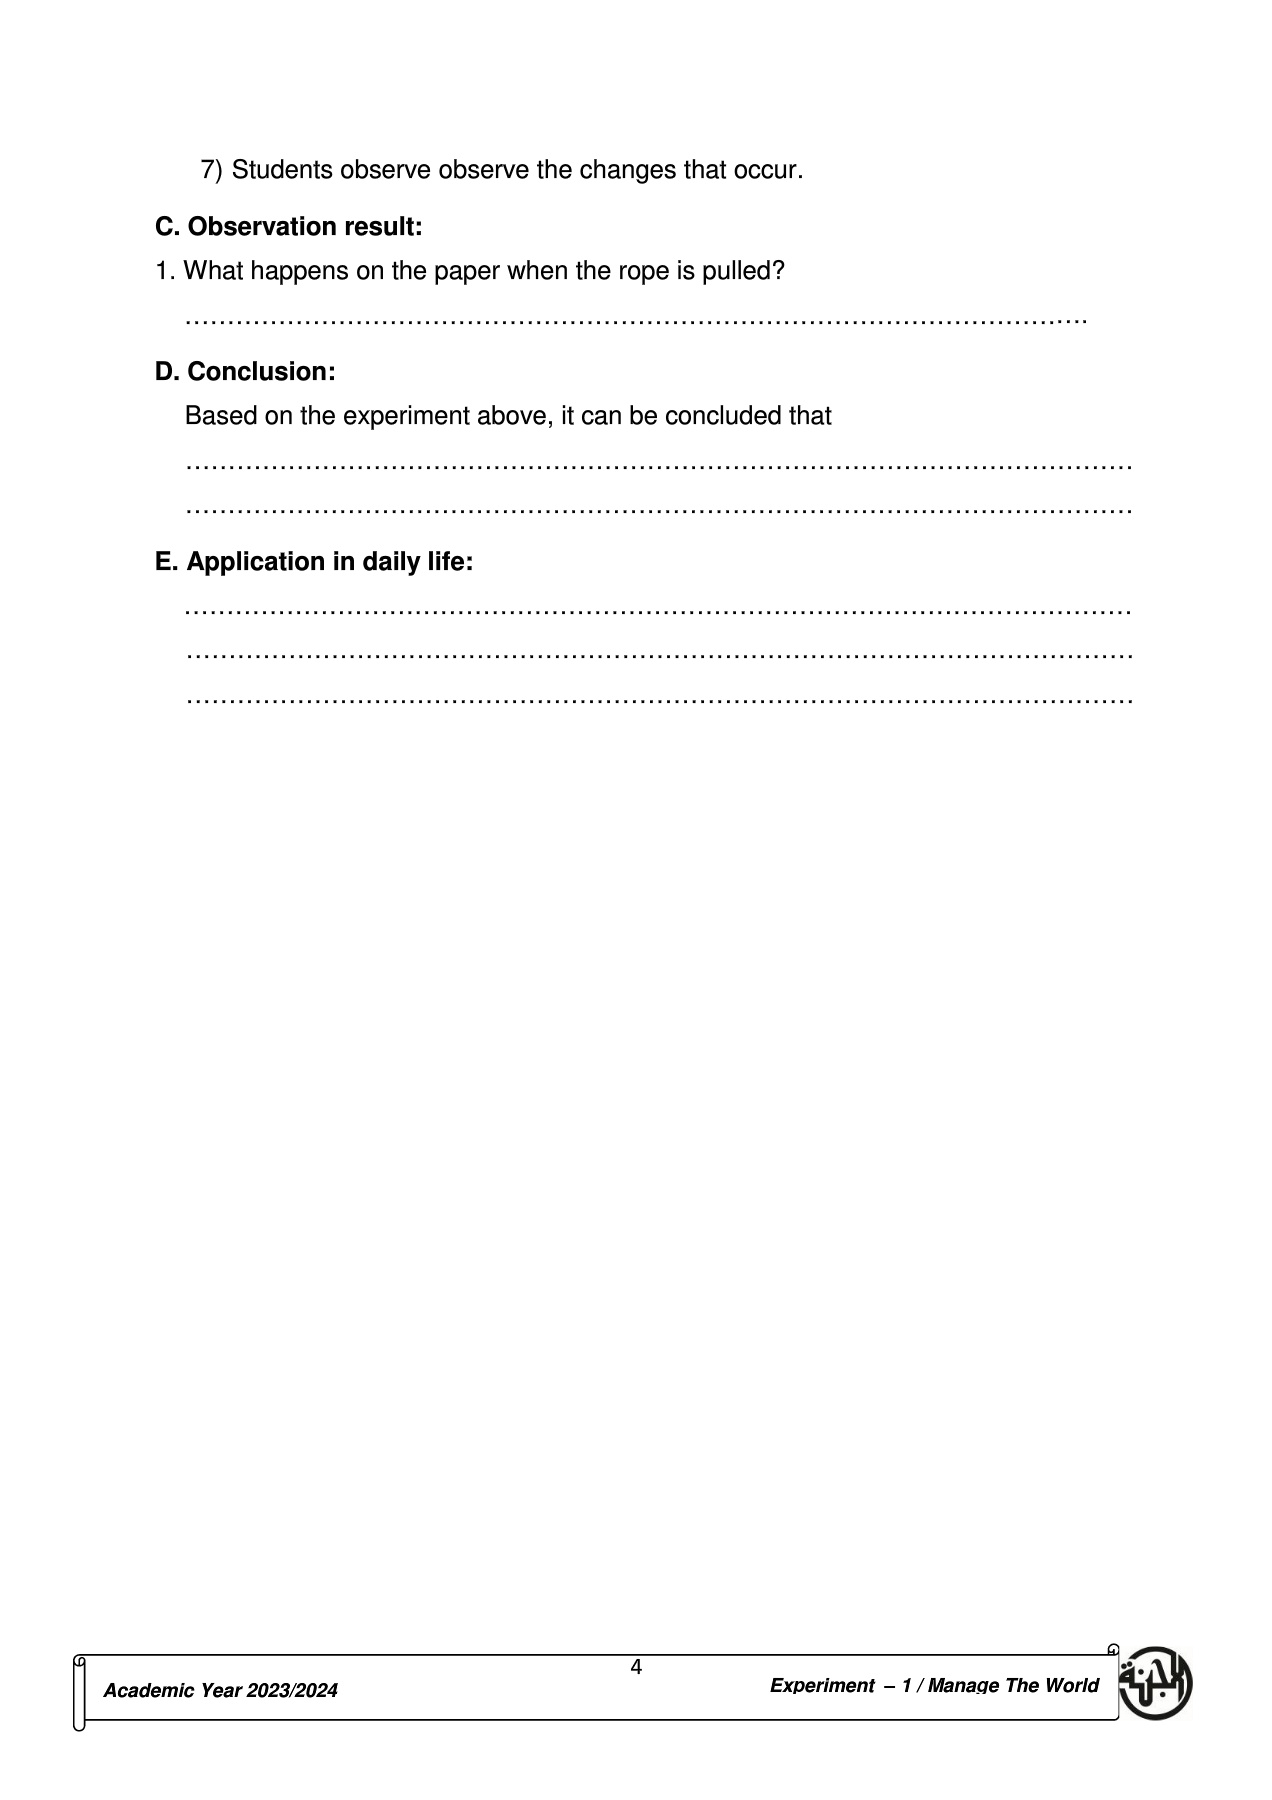 7) Students observe observe the changes that occur.
C. Observation result:
1. What happens on the paper when the rope is pulled?
……………………………………………………………………………………………….…
D. Conclusion:
Based on the experiment above, it can be concluded that
…………………………………………………………………………………………………
…………………………………………………………………………………………………
E. Application in daily life:
…………………………………………………………………………………………………
…………………………………………………………………………………………………
…………………………………………………………………………………………………
4
Academic Year 2023/2024
Experiment – 1 / Manage The World